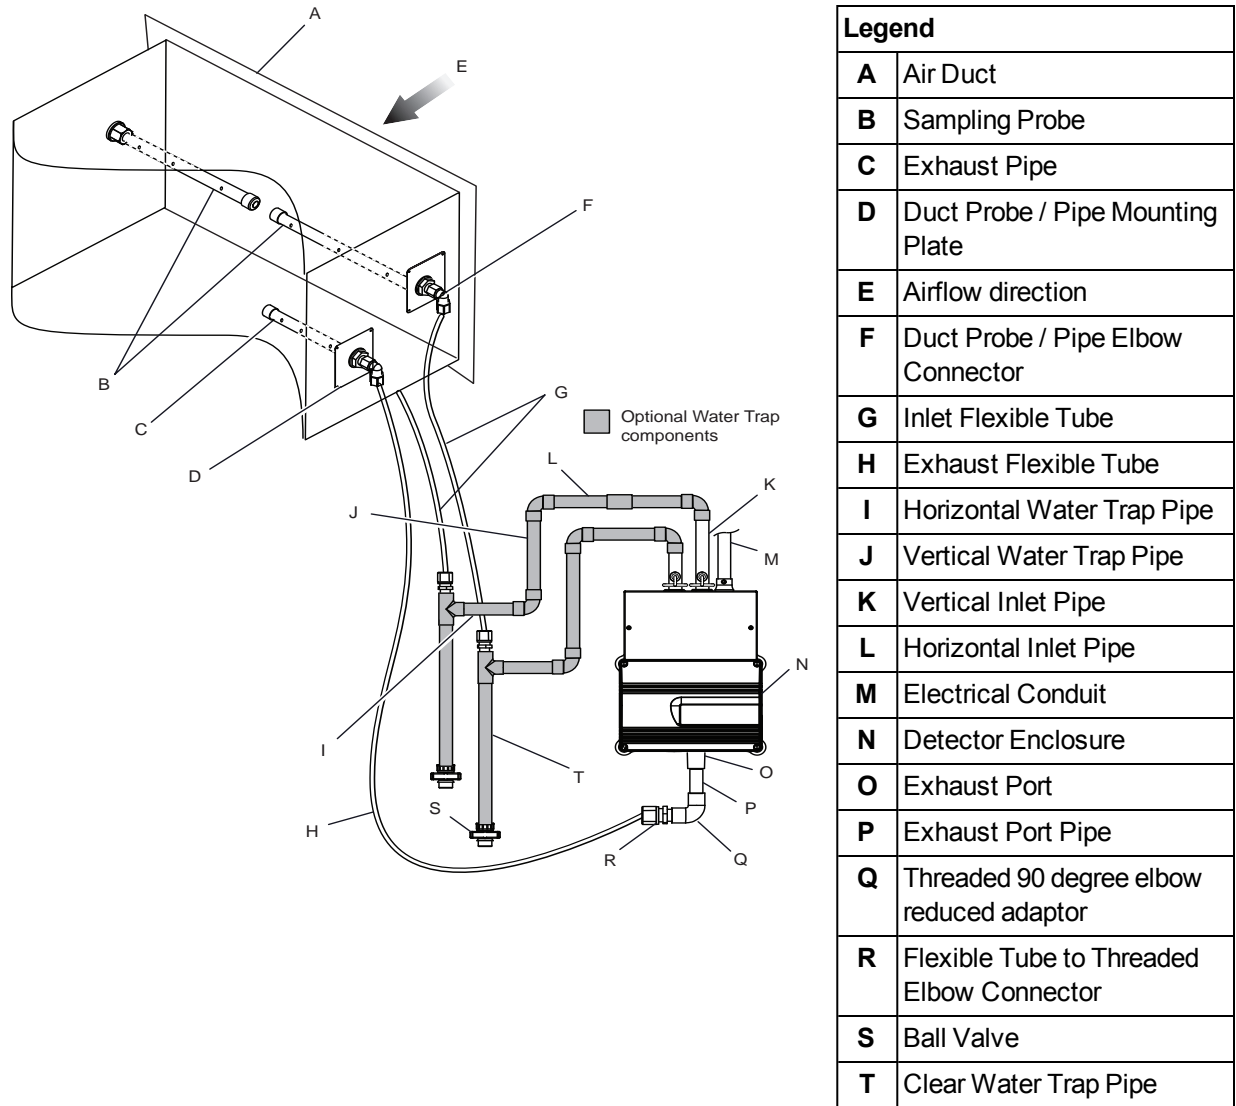 A
E
F
B
C
D
G
Optional Water Trap
components
L
K
J
M
N
I
T
O
P
S
H
R
Q
Legend
A Air Duct
B Sampling Probe
C Exhaust Pipe
D Duct Probe / Pipe Mounting
Plate
E Airflow direction
F Duct Probe / Pipe Elbow
Connector
G Inlet Flexible Tube
H Exhaust Flexible Tube
I Horizontal Water Trap Pipe
J Vertical Water Trap Pipe
K Vertical Inlet Pipe
L Horizontal Inlet Pipe
M Electrical Conduit
N Detector Enclosure
O Exhaust Port
P Exhaust Port Pipe
Q Threaded 90 degree elbow
reduced adaptor
R Flexible Tube to Threaded
Elbow Connector
S Ball Valve
T Clear Water Trap Pipe